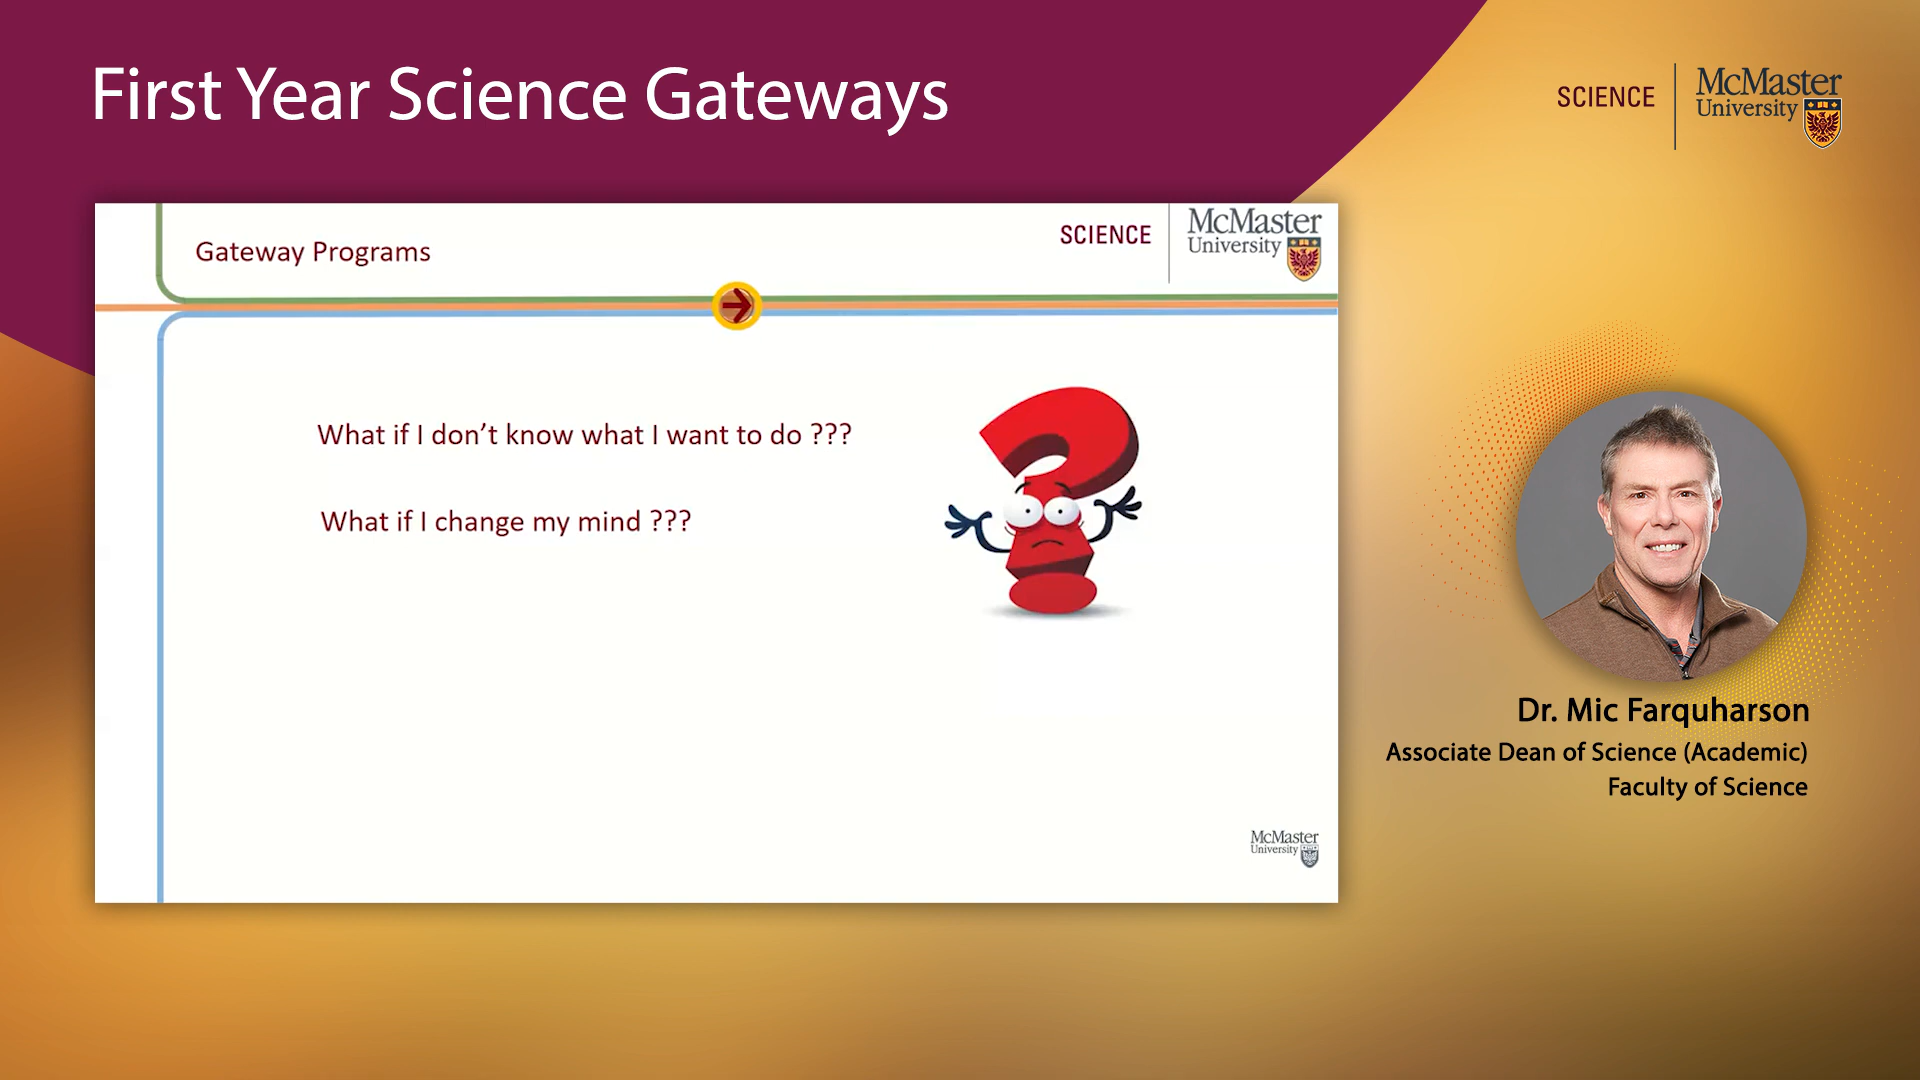 First Year Science Gateways
SCIENCE
McMaster
University
Gateway Programs
SCIENCE
McMaster
University
What if I don’t know what I want to do ???
What if I change my mind ???
McMaster
University
Dr. Mic Farquharson
Associate Dean of Science (Academic)
Faculty of Science